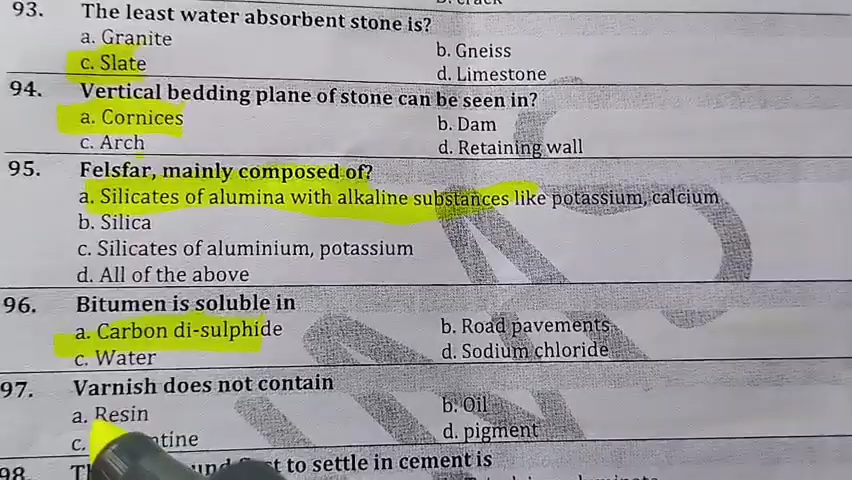 93. The least water absorbent stone is?
a. Granite
b. Gneiss
c. Slate
d. Limestone
94. Vertical bedding plane of stone can be seen in?
a. Cornices
b. Dam
c. Arch
d. Retaining wall
95. Felsfar, mainly composed of?
a. Silicates of alumina with alkaline substances like potassium, calcium
b. Silica
c. Silicates of aluminium, potassium
d. All of the above
96. Bitumen is soluble in
a. Carbon di-sulphide
b. Road pavements
c. Water
d. Sodium chloride
97. Varnish does not contain
a. Resin
b. Oil
c.
d. pigment
98. to settle in cement is